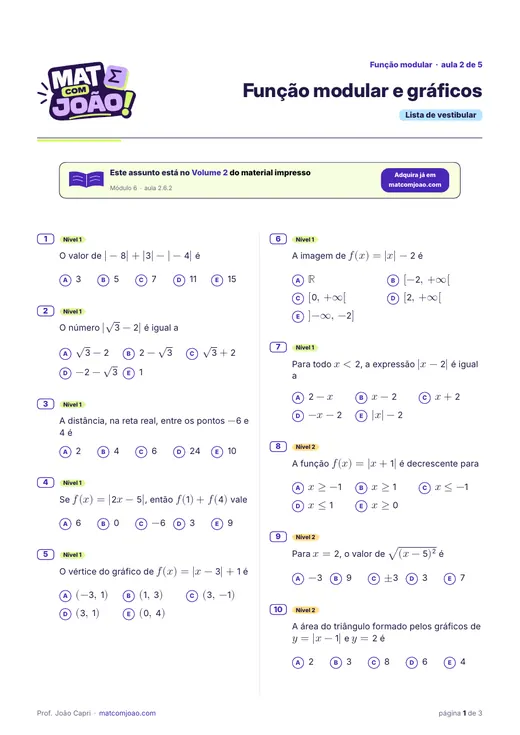 MAT Σ
COM
JOÃO!
Função modular · aula 2 de 5
Função modular e gráficos
Lista de vestibular
Este assunto está no Volume 2 do material impresso
Módulo 6 · aula 2.6.2
Adquira já em
matcomjoao.com
1 Nível 1
O valor de | − 8| + |3| − | − 4| é
A 3 B 5 C 7 D 11 E 15
2 Nível 1
O número |√3 − 2| é igual a
A √3 − 2 B 2 − √3 C √3 + 2
D −2 − √3 E 1
3 Nível 1
A distância, na reta real, entre os pontos −6 e
4 é
A 2 B 4 C 6 D 24 E 10
4 Nível 1
Se f(x) = |2x − 5|, então f(1) + f(4) vale
A 6 B 0 C −6 D 3 E 9
5 Nível 1
O vértice do gráfico de f(x) = |x − 3| + 1 é
A (−3, 1) B (1, 3) C (3, −1)
D (3, 1) E (0, 4)
6 Nível 1
A imagem de f(x) = |x| − 2 é
A ℝ B [−2, +∞[
C [0, +∞[ D [2, +∞[
E ]−∞, −2]
7 Nível 1
Para todo x < 2, a expressão |x − 2| é igual
a
A 2 − x B x − 2 C x + 2
D −x − 2 E |x| − 2
8 Nível 2
A função f(x) = |x + 1| é decrescente para
A x ≥ −1 B x ≥ 1 C x ≤ −1
D x ≤ 1 E x ≥ 0
9 Nível 2
Para x = 2, o valor de √(x − 5)² é
A −3 B 9 C ±3 D 3 E 7
10 Nível 2
A área do triângulo formado pelos gráficos de
y = |x − 1| e y = 2 é
A 2 B 3 C 8 D 6 E 4
Prof. João Capri · matcomjoao.com
página 1 de 3